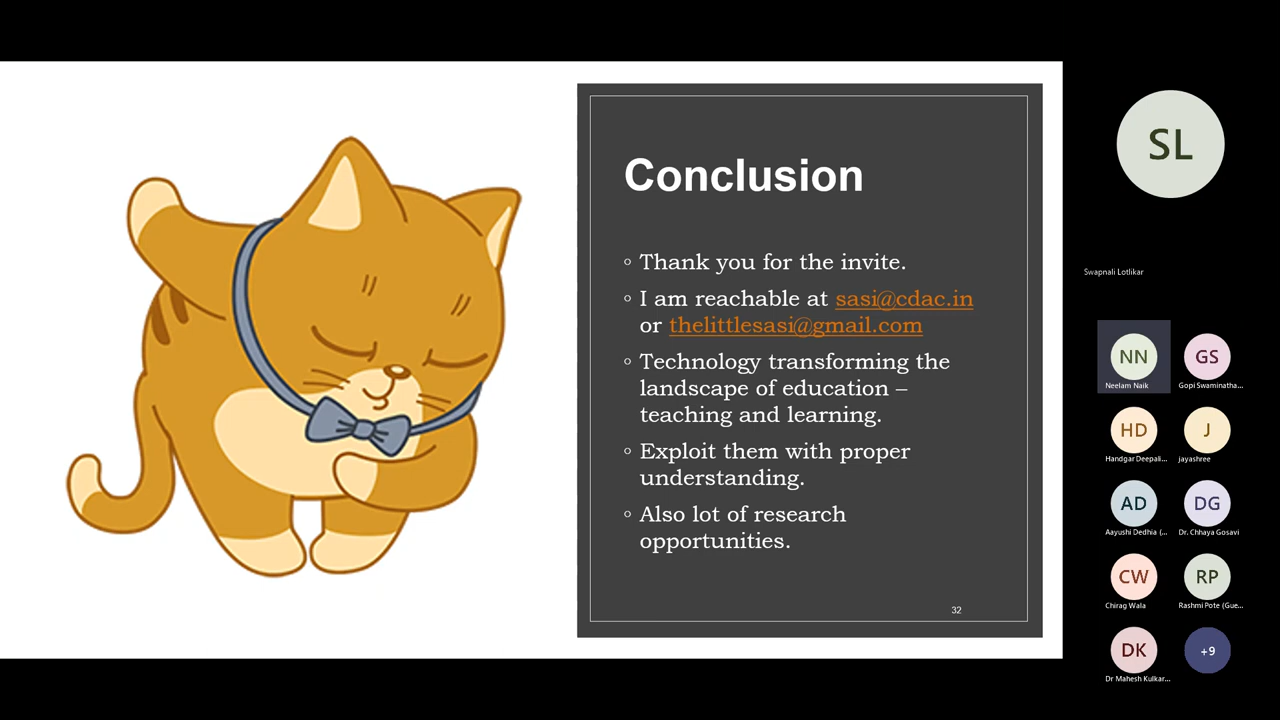 Conclusion
◦ Thank you for the invite.
◦ I am reachable at sasi@cdac.in
or thelittlesasi@gmail.com
◦ Technology transforming the
landscape of education –
teaching and learning.
◦ Exploit them with proper
understanding.
◦ Also lot of research
opportunities.
32
SL
Swapnali Lotlikar
NN
Neelam Naik
GS
Gopi Swaminatha...
HD
Handgar Deepali...
J
jayashree
AD
Aayushi Dedhia (...
DG
Dr. Chhaya Gosavi
CW
Chirag Wala
RP
Rashmi Pote (Gue...
DK
Dr Mahesh Kulkar...
+9